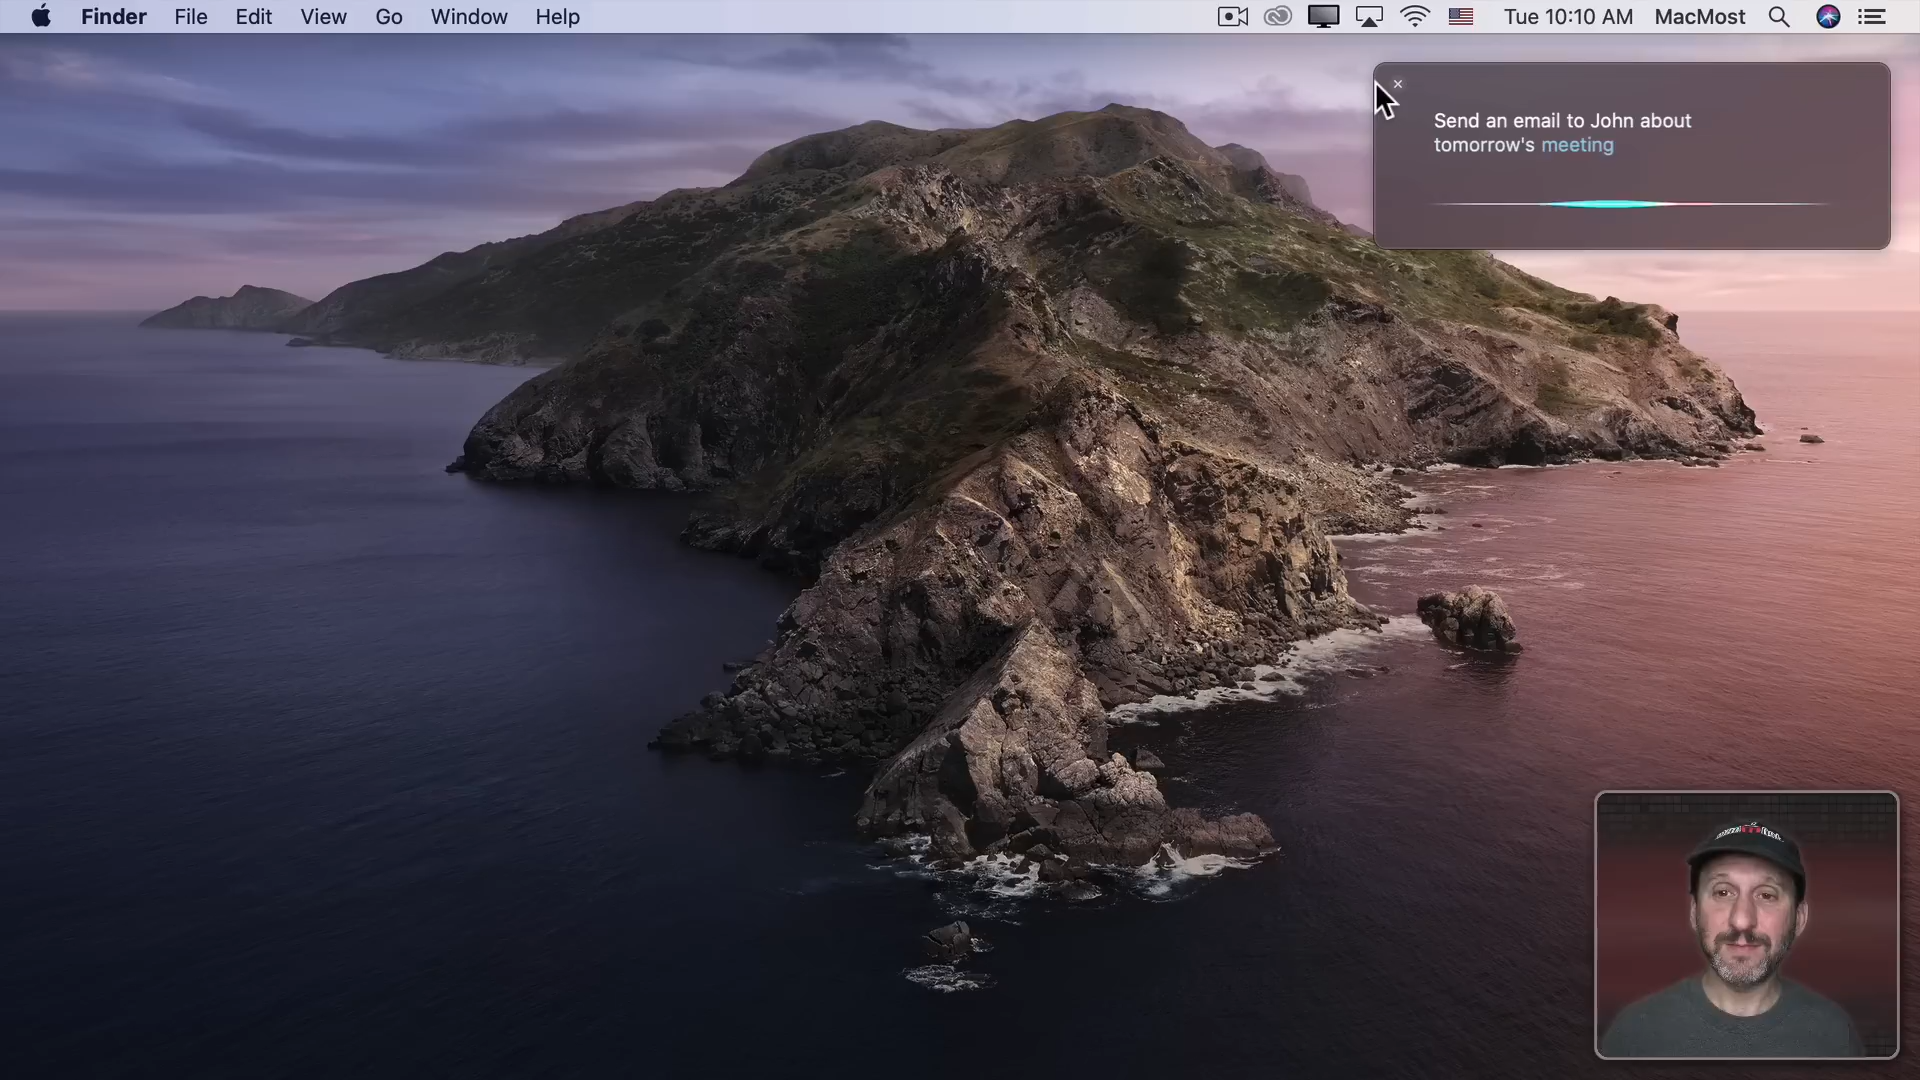 Finder File Edit View Go Window Help Tue 10:10 AM MacMost
Send an email to John about
tomorrow's meeting